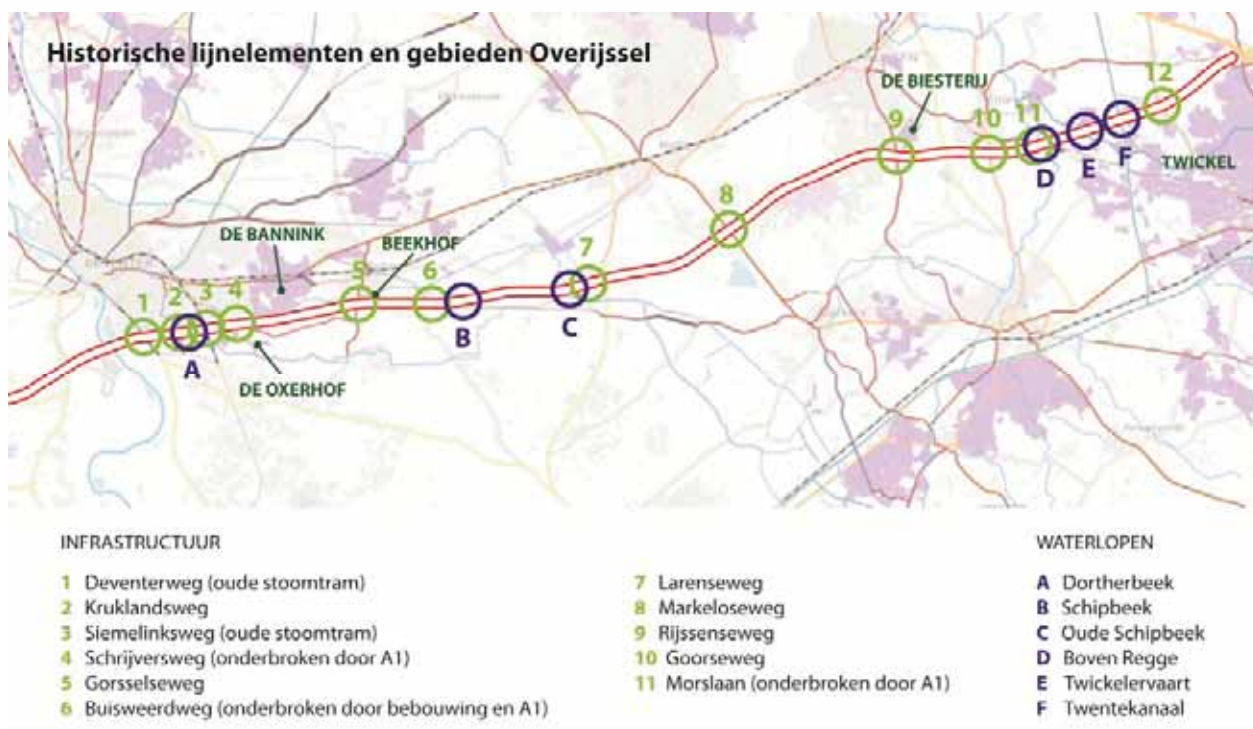 Historische lijnelementen en gebieden Overijssel
DE BIESTERIJ
12
11
10
9
D
E
F
TWICKEL
8
DE BANNINK
BEEKHOF
7
5
6
1
2
3
4
A
B
C
DE OXERHOF
INFRASTRUCTUUR
1 Deventerweg (oude stoomtram)
2 Kruklandsweg
3 Siemelinksweg (oude stoomtram)
4 Schrijversweg (onderbroken door A1)
5 Gorsselseweg
6 Buisweerdweg (onderbroken door bebouwing en A1)
7 Larenseweg
8 Markeloseweg
9 Rijssenseweg
10 Goorseweg
11 Morslaan (onderbroken door A1)
WATERLOPEN
A Dortherbeek
B Schipbeek
C Oude Schipbeek
D Boven Regge
E Twickelervaart
F Twentekanaal